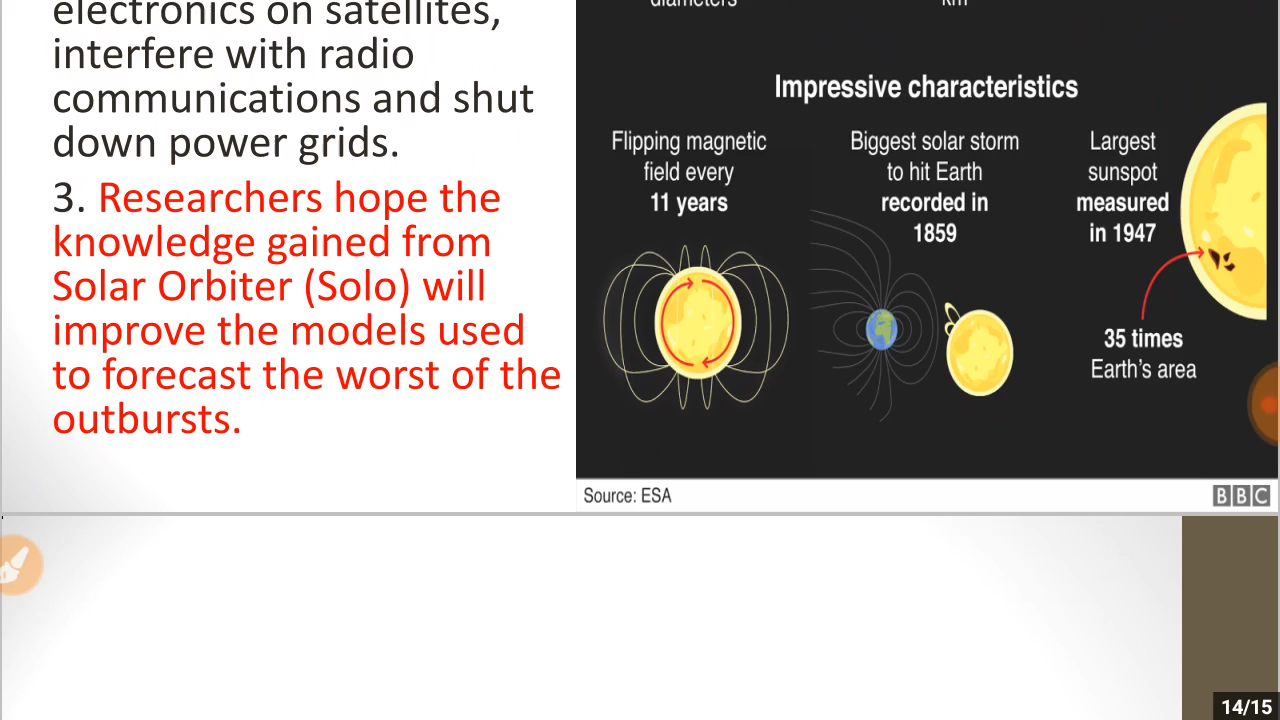 electronics on satellites,
interfere with radio
communications and shut
down power grids.
3. Researchers hope the
knowledge gained from
Solar Orbiter (Solo) will
improve the models used
to forecast the worst of the
outbursts.
diameters
km
Impressive characteristics
Flipping magnetic
field every
11 years
Biggest solar storm
to hit Earth
recorded in
1859
Largest
sunspot
measured
in 1947
35 times
Earth's area
Source: ESA
BBC
14/15